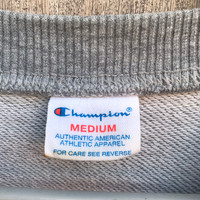 Champion
MEDIUM
AUTHENTIC AMERICAN
ATHLETIC APPAREL
FOR CARE SEE REVERSE